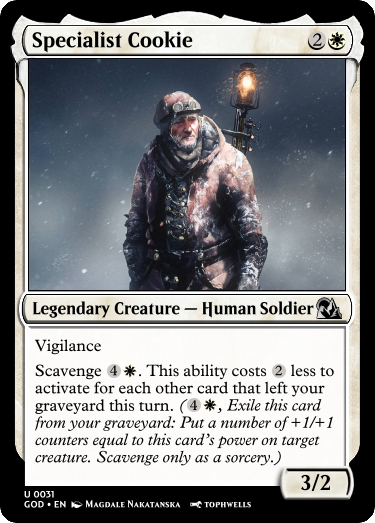 Specialist Cookie 2
Legendary Creature — Human Soldier
Vigilance
Scavenge 4 . This ability costs 2 less to
activate for each other card that left your
graveyard this turn. ( 4 , Exile this card
from your graveyard: Put a number of +1/+1
counters equal to this card's power on target
creature. Scavenge only as a sorcery.)
3/2
U 0031
GOD • EN Magdale Nakatanska TOPHWELLS